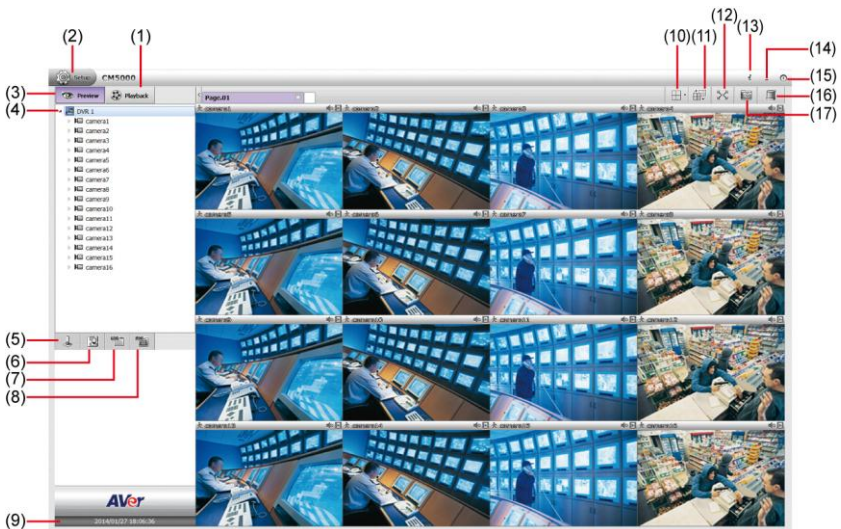 (12)
(10) (11) (13)
(2) (1) (14)
Setup CM5000
(15)
(3) Preview Playback Page.01
(16)
(4) DVR 1
(17)
camera1 camera2 camera3 camera4
camera1
camera2
camera3
camera4
camera5
camera6
camera7
camera8
camera9
camera10
camera11
camera12
camera13
camera14
camera15
camera16
camera5 camera6 camera7 camera8
camera9 camera10 camera11 camera12
(5)
(6)
(7)
(8)
camera13 camera14 camera15 camera16
AVer
(9) 2014/01/27 18:06:36